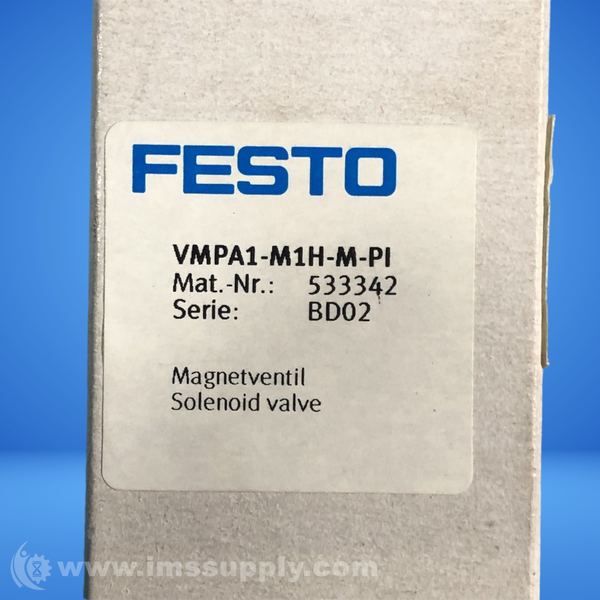 FESTO
VMPA1-M1H-M-PI
Mat.-Nr.: 533342
Serie: BD02
Magnetventil
Solenoid valve
www.imssupply.com